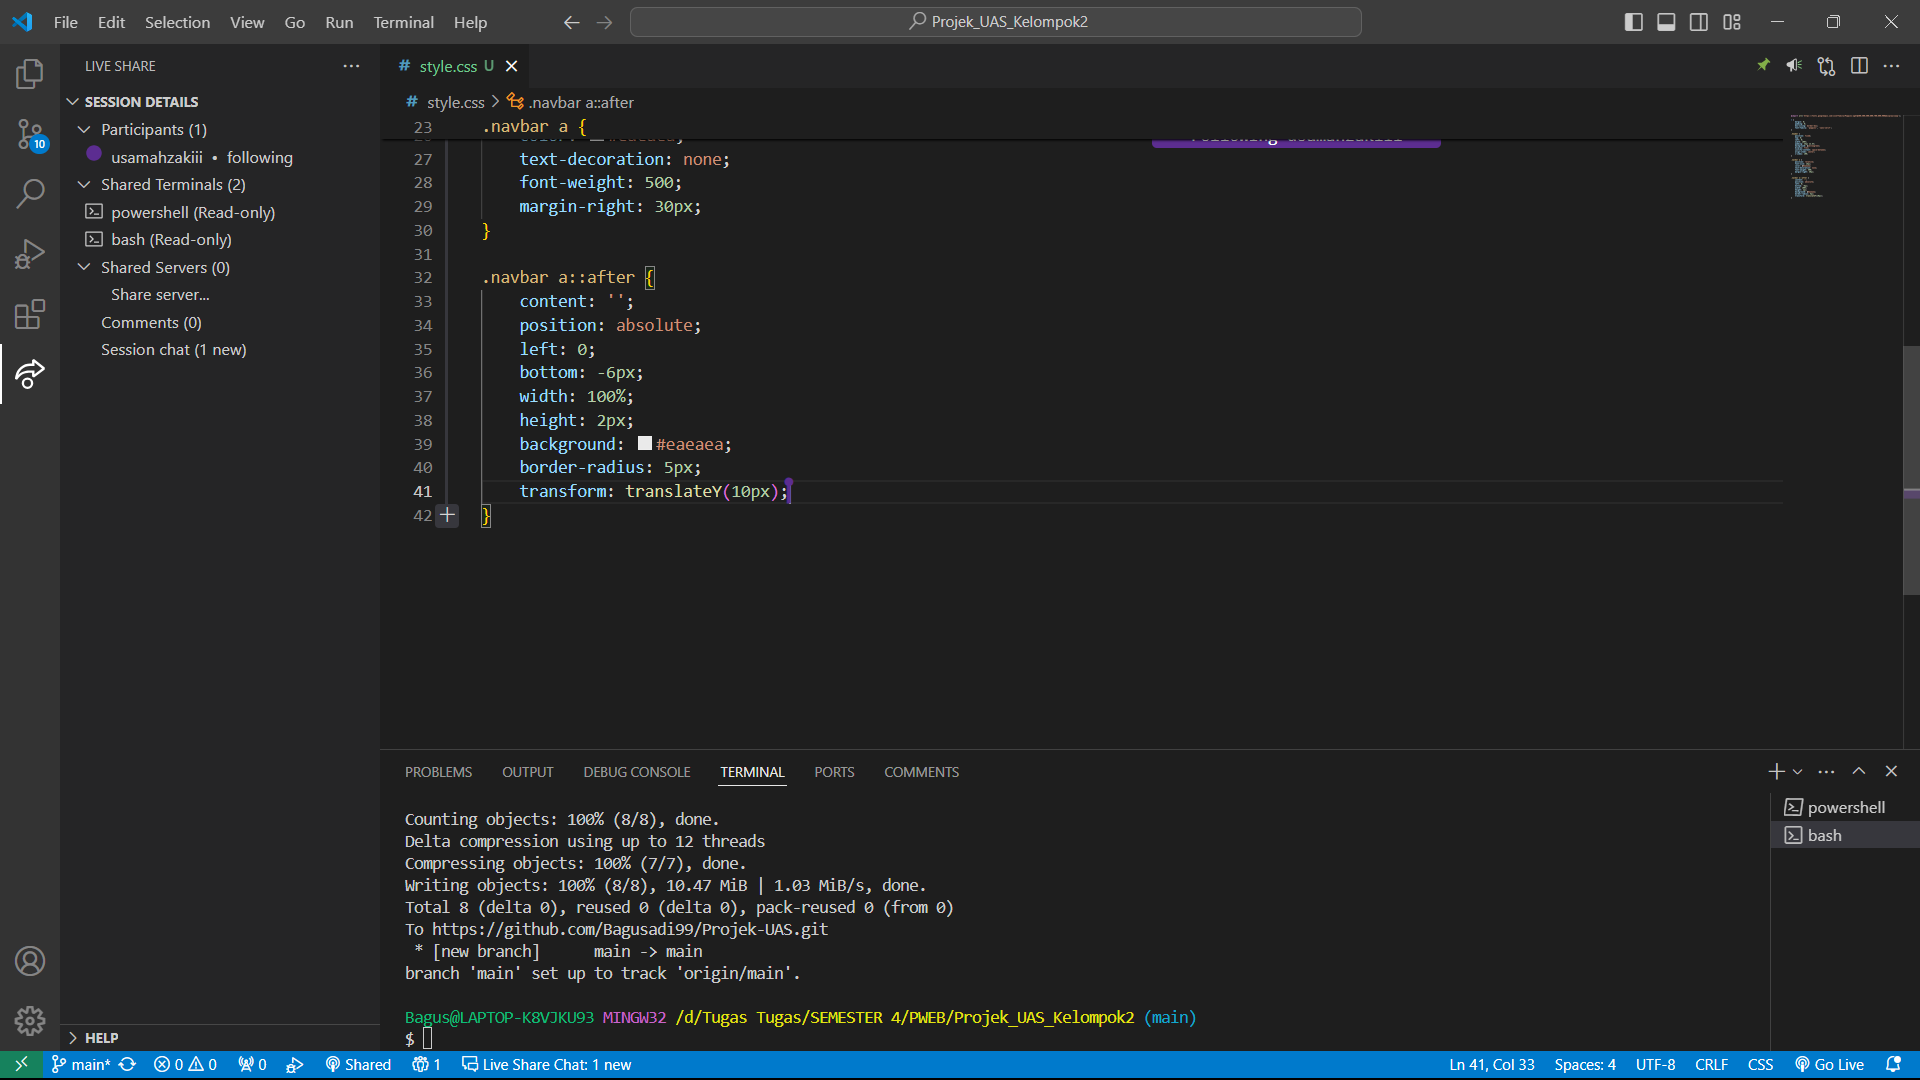 File Edit Selection View Go Run Terminal Help
Projek_UAS_Kelompok2
LIVE SHARE
SESSION DETAILS
Participants (1)
usamahzakiii • following
Shared Terminals (2)
powershell (Read-only)
bash (Read-only)
Shared Servers (0)
Share server...
Comments (0)
Session chat (1 new)
HELP
10
# style.css U
# style.css > .navbar a::after
23 .navbar a {
27 text-decoration: none;
28 font-weight: 500;
29 margin-right: 30px;
30 }
31
32 .navbar a::after {
33 content: '';
34 position: absolute;
35 left: 0;
36 bottom: -6px;
37 width: 100%;
38 height: 2px;
39 background: #eaeaea;
40 border-radius: 5px;
41 transform: translateY(10px);
42 }
PROBLEMS OUTPUT DEBUG CONSOLE TERMINAL PORTS COMMENTS
Counting objects: 100% (8/8), done.
Delta compression using up to 12 threads
Compressing objects: 100% (7/7), done.
Writing objects: 100% (8/8), 10.47 MiB | 1.03 MiB/s, done.
Total 8 (delta 0), reused 0 (delta 0), pack-reused 0 (from 0)
To https://github.com/Bagusadi99/Projek-UAS.git
* [new branch] main -> main
branch 'main' set up to track 'origin/main'.
Bagus@LAPTOP-K8VJKU93 MINGW32 /d/Tugas Tugas/SEMESTER 4/PWEB/Projek_UAS_Kelompok2 (main)
$
powershell
bash
main* 0 0 0 Shared 1 Live Share Chat: 1 new
Ln 41, Col 33 Spaces: 4 UTF-8 CRLF CSS Go Live